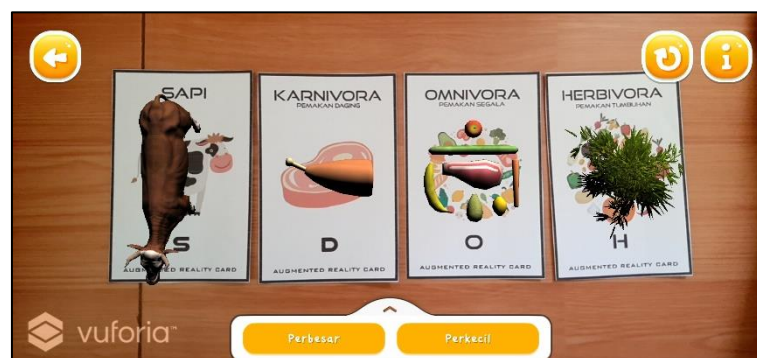 SAPI
S
AUGMENTED REALITY CARD
KARNIVORA
PEMAKAN DAGING
D
AUGMENTED REALITY CARD
OMNIVORA
PEMAKAN SEGALA
O
AUGMENTED REALITY CARD
HERBIVORA
PEMAKAN TUMBUHAN
H
AUGMENTED REALITY CARD
vuforia™
Perbesar
Perkecil